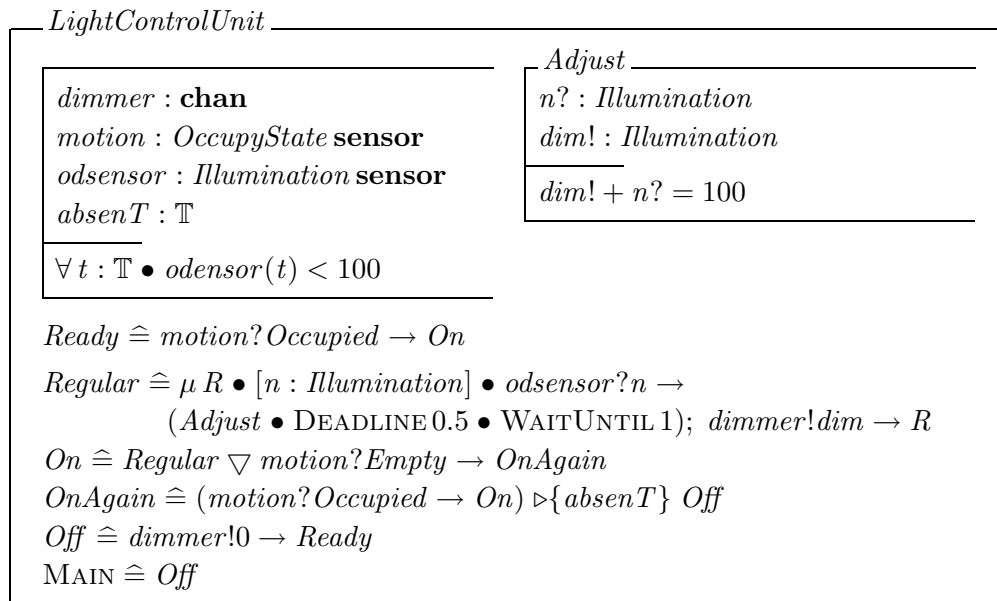 LightControlUnit
dimmer : chan
motion : OccupyState sensor
odsensor : Illumination sensor
absenT : 𝕋
∀ t : 𝕋 • odensor(t) < 100
Adjust
n? : Illumination
dim! : Illumination
dim! + n? = 100
Ready ≙ motion?Occupied → On
Regular ≙ μ R • [n : Illumination] • odsensor?n →
(Adjust • DEADLINE 0.5 • WAITUNTIL 1); dimmer!dim → R
On ≙ Regular ▽ motion?Empty → OnAgain
OnAgain ≙ (motion?Occupied → On) ▷{absenT} Off
Off ≙ dimmer!0 → Ready
MAIN ≙ Off